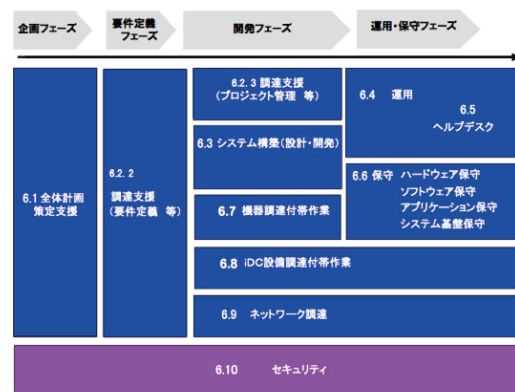 企画フェーズ
要件定義
フェーズ
開発フェーズ
運用・保守フェーズ
6.1 全体計画
策定支援
6.2.2
調達支援
(要件定義 等)
6.2.3 調達支援
(プロジェクト管理 等)
6.3 システム構築(設計・開発)
6.7 機器調達付帯作業
6.4 運用
6.5
ヘルプデスク
6.6 保守 ハードウェア保守
ソフトウェア保守
アプリケーション保守
システム基盤保守
6.8 iDC設備調達付帯作業
6.9 ネットワーク調達
6.10 セキュリティ